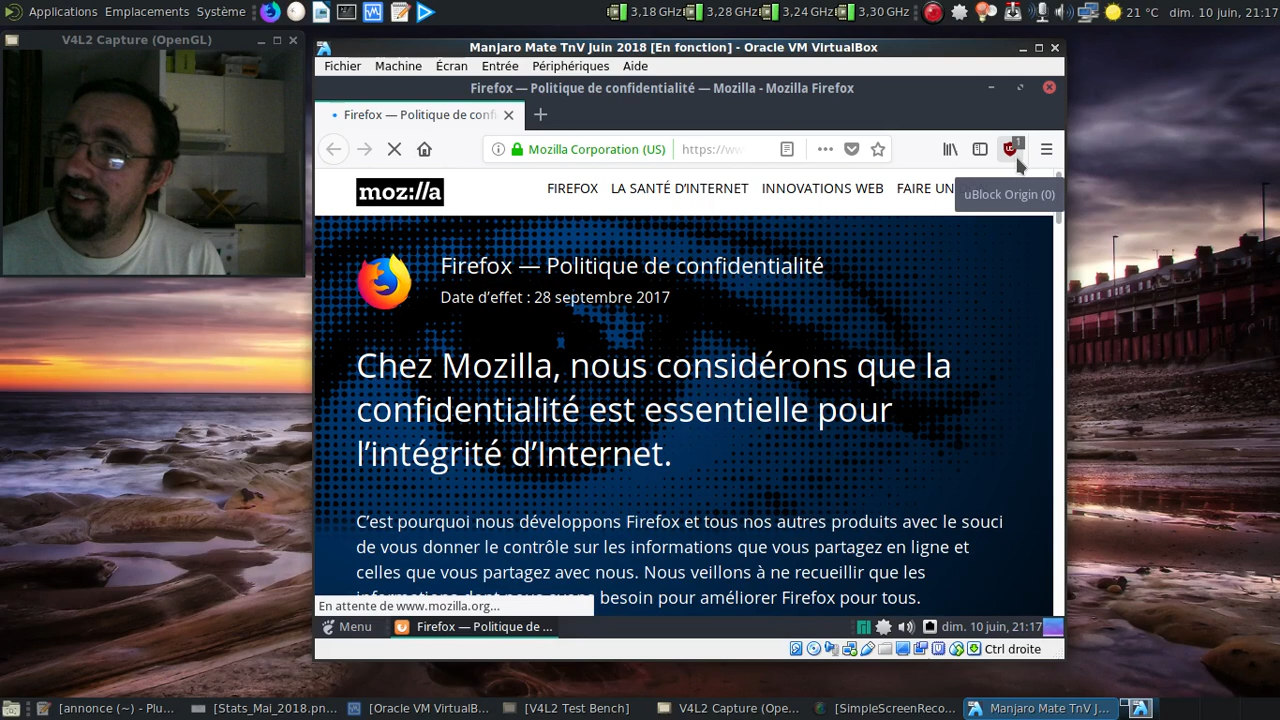 Applications Emplacements Système
3,18 GHz 3,28 GHz 3,24 GHz 3,30 GHz
21 °C dim. 10 juin, 21:17
V4L2 Capture (OpenGL)
Manjaro Mate TnV Juin 2018 [En fonction] - Oracle VM VirtualBox
Fichier Machine Écran Entrée Périphériques Aide
Firefox — Politique de confidentialité — Mozilla - Mozilla Firefox
Firefox — Politique de conf
Mozilla Corporation (US) https://ww
1
moz://a
FIREFOX LA SANTÉ D'INTERNET INNOVATIONS WEB FAIRE UN
uBlock Origin (0)
Firefox — Politique de confidentialité
Date d’effet : 28 septembre 2017
Chez Mozilla, nous considérons que la
confidentialité est essentielle pour
l’intégrité d’Internet.
C’est pourquoi nous développons Firefox et tous nos autres produits avec le souci
de vous donner le contrôle sur les informations que vous partagez en ligne et
celles que vous partagez avec nous. Nous veillons à ne recueillir que les
informations dont nous avons besoin pour améliorer Firefox pour tous.
En attente de www.mozilla.org...
Menu Firefox — Politique de ... dim. 10 juin, 21:17
Ctrl droite
[annonce (~) - Plu... [Stats_Mai_2018.pn... [Oracle VM VirtualB... [V4L2 Test Bench] V4L2 Capture (Ope... [SimpleScreenReco... Manjaro Mate TnV J...